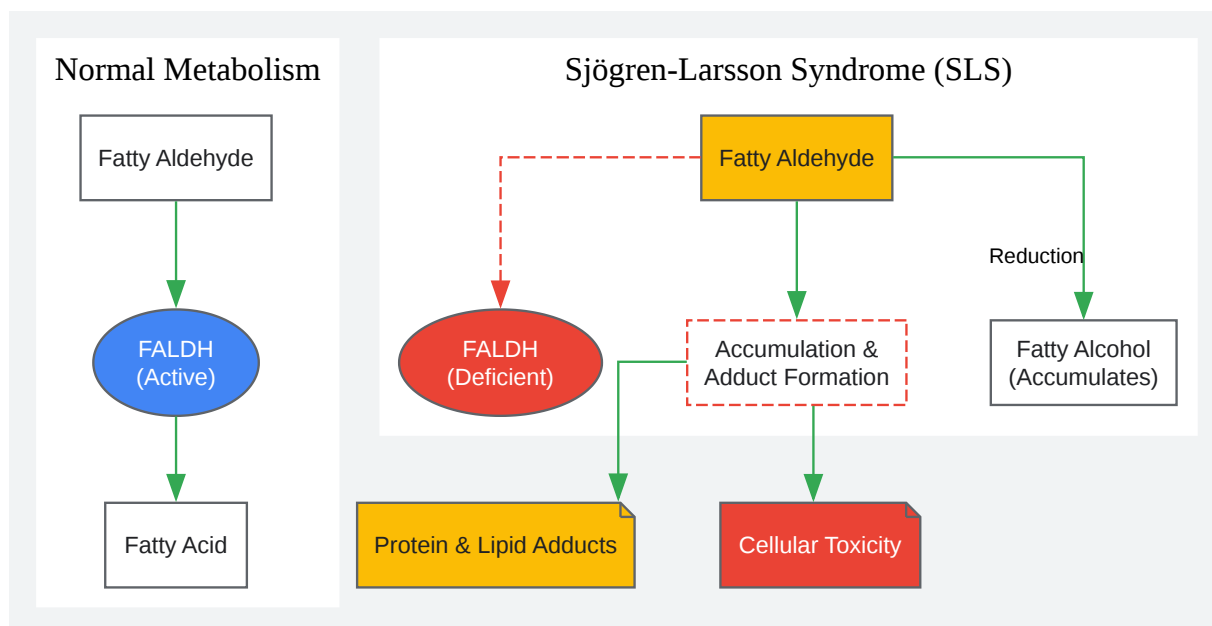 Normal Metabolism
Fatty Aldehyde
FALDH
(Active)
Fatty Acid
Sjögren-Larsson Syndrome (SLS)
Fatty Aldehyde
Reduction
FALDH
(Deficient)
Accumulation &
Adduct Formation
Fatty Alcohol
(Accumulates)
Protein & Lipid Adducts
Cellular Toxicity